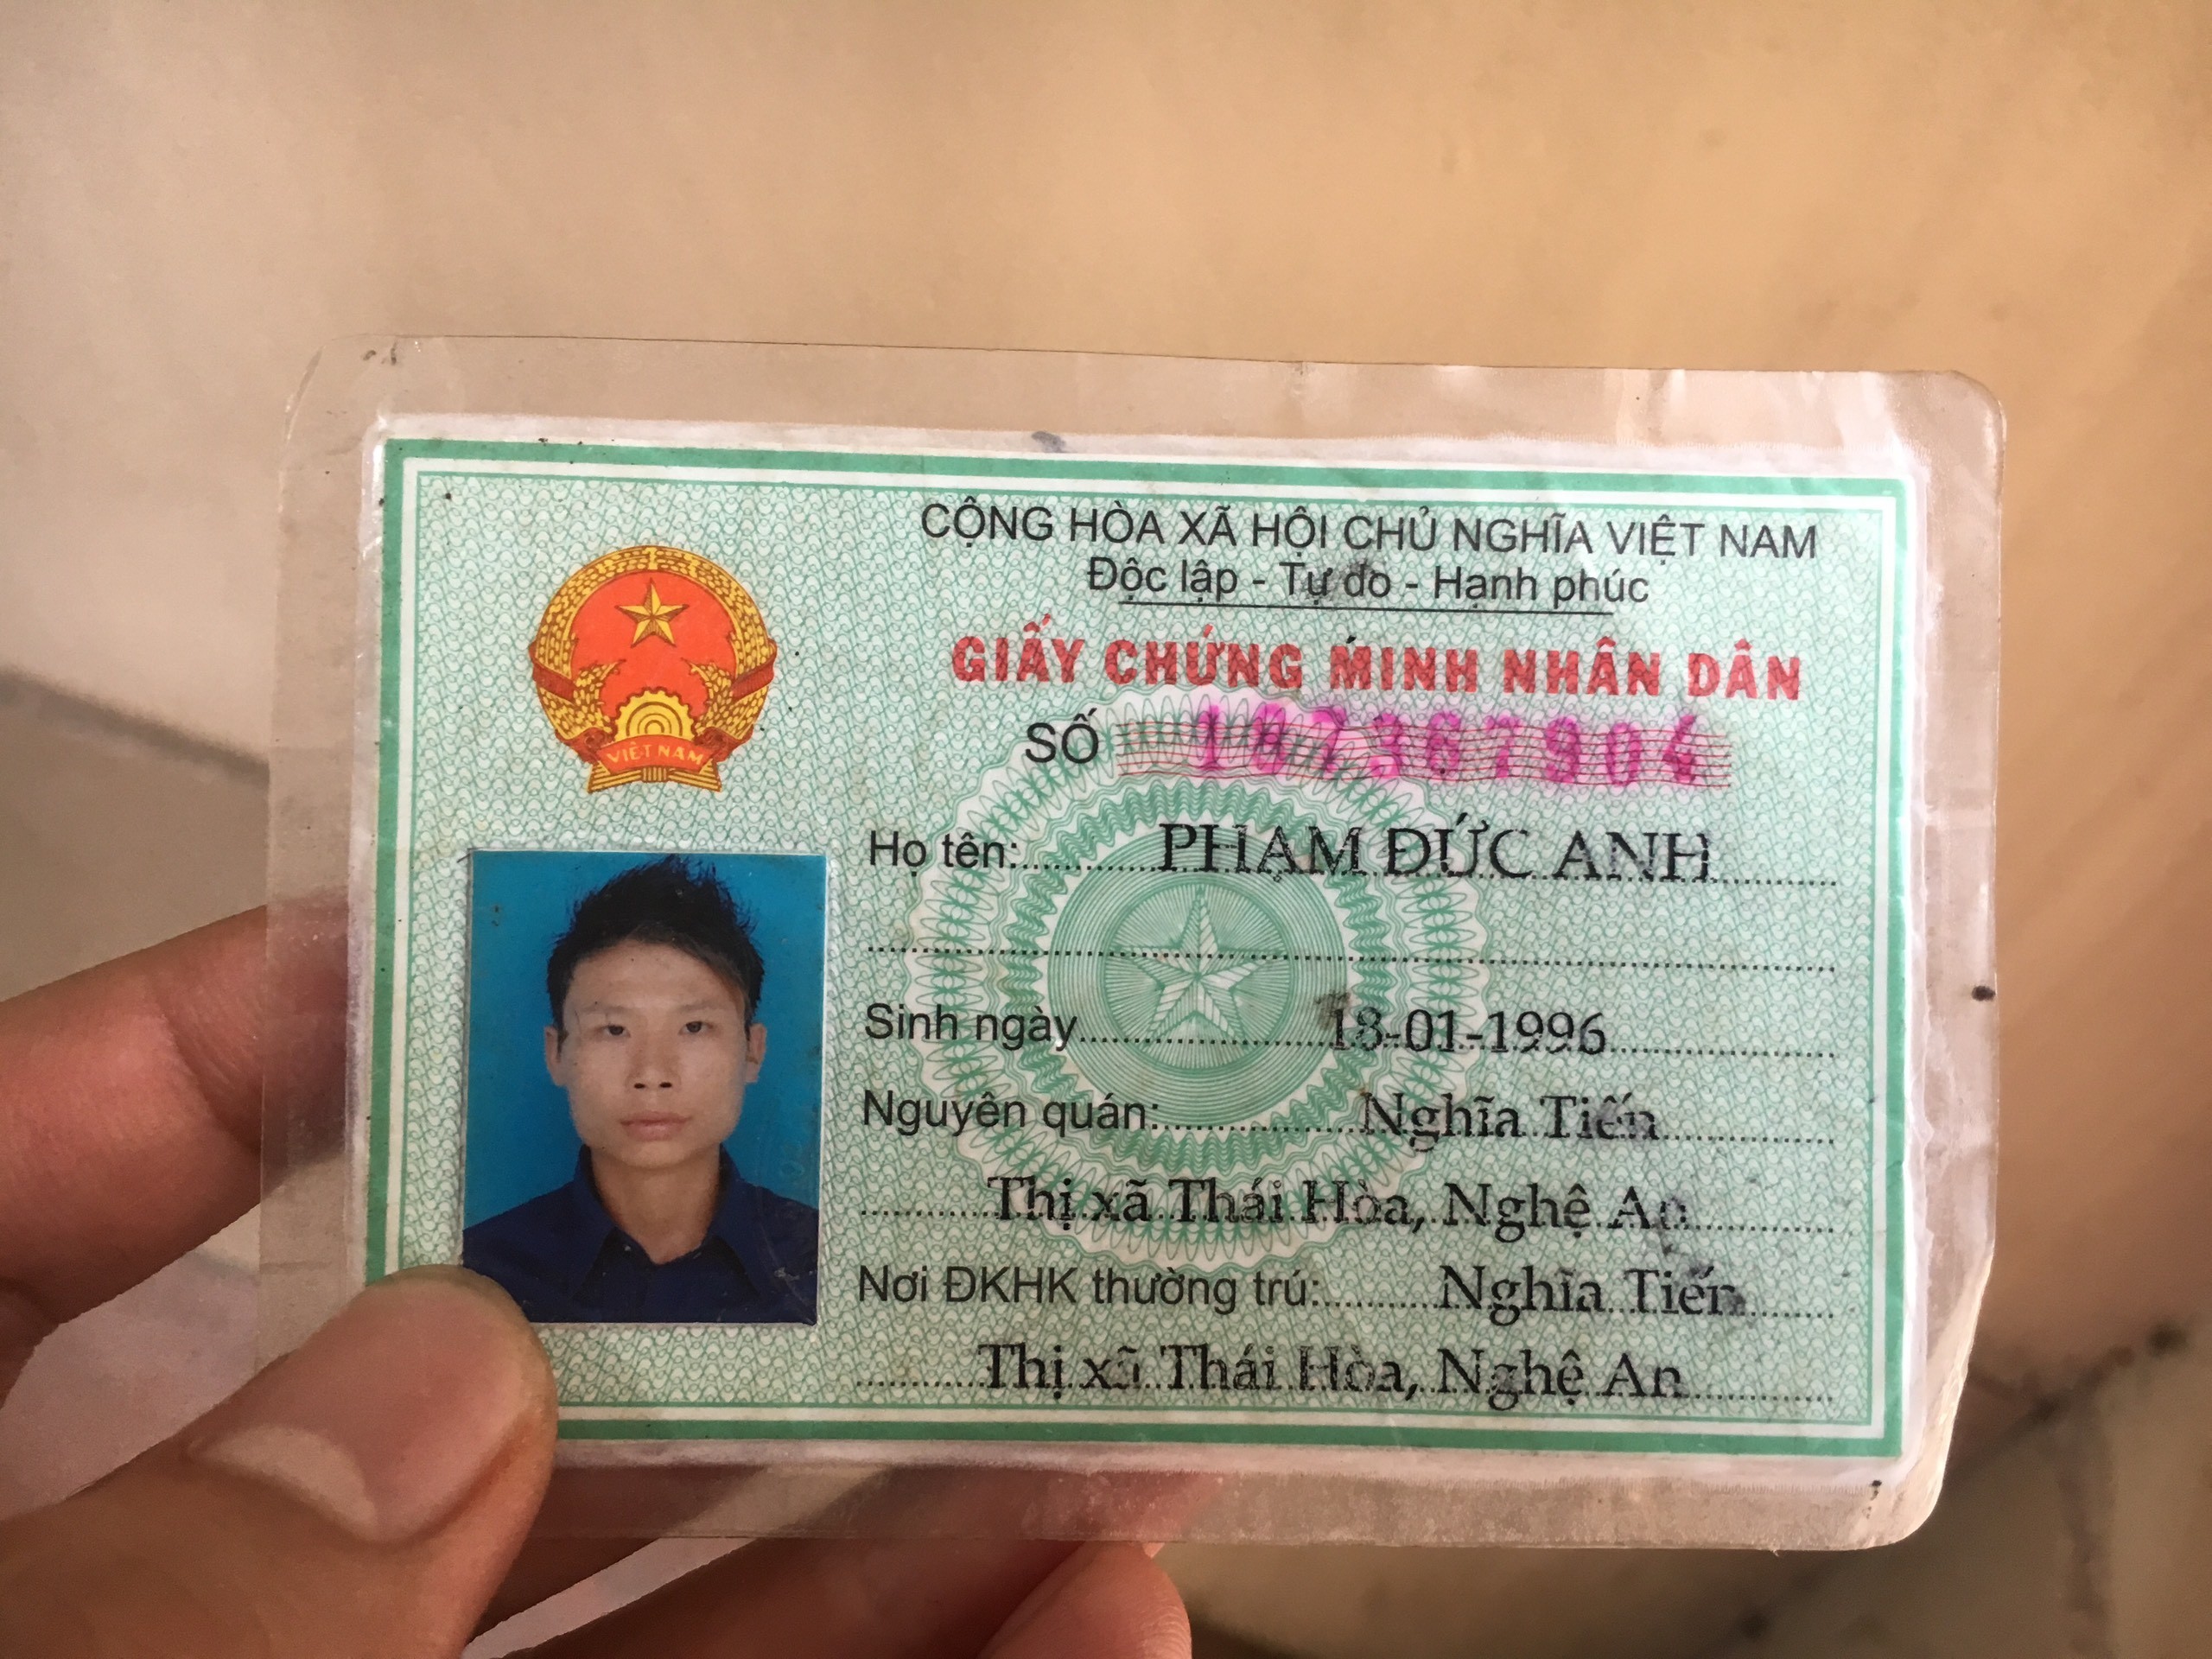 CỘNG HÒA XÃ HỘI CHỦ NGHĨA VIỆT NAM
Độc lập - Tự do - Hạnh phúc
GIẤY CHỨNG MINH NHÂN DÂN
SỐ 187367904
VIỆT NAM
Họ tên: PHẠM ĐỨC ANH
Sinh ngày 18-01-1996
Nguyên quán: Nghĩa Tiến
Thị xã Thái Hòa, Nghệ An
Nơi ĐKHK thường trú: Nghĩa Tiến
Thị xã Thái Hòa, Nghệ An